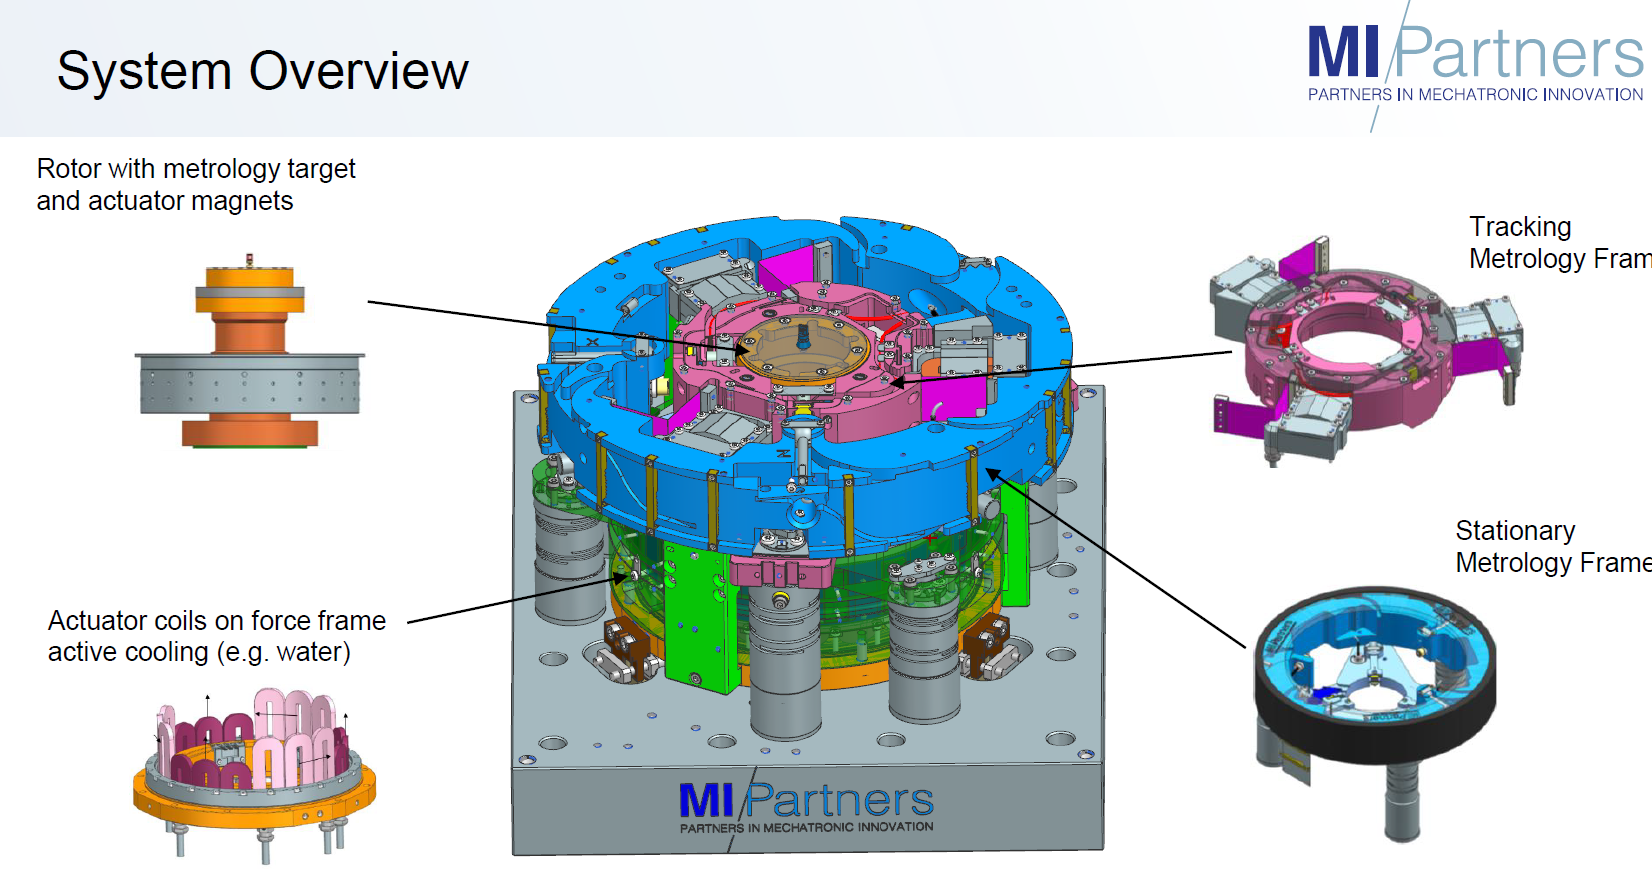 System Overview
MI Partners
PARTNERS IN MECHATRONIC INNOVATION
Rotor with metrology target
and actuator magnets
Tracking
Metrology Fram
Stationary
Metrology Frame
Actuator coils on force frame
active cooling (e.g. water)
X
Z
MI Partners
PARTNERS IN MECHATRONIC INNOVATION